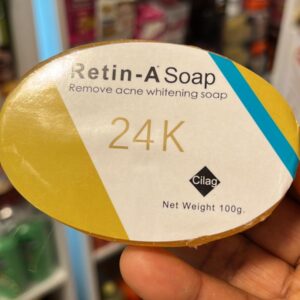 Retin-A Soap
Remove acne whitening soap
24K
Cilag
Net Weight 100g.